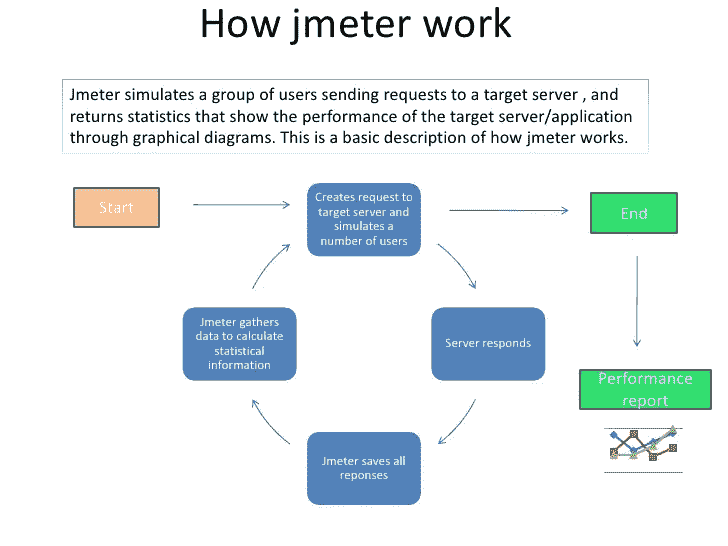 How jmeter work
Jmeter simulates a group of users sending requests to a target server , and
returns statistics that show the performance of the target server/application
through graphical diagrams. This is a basic description of how jmeter works.
Start
Creates request to
target server and
simulates a
number of users
End
Jmeter gathers
data to calculate
statistical
information
Server responds
Performance
report
Jmeter saves all
reponses